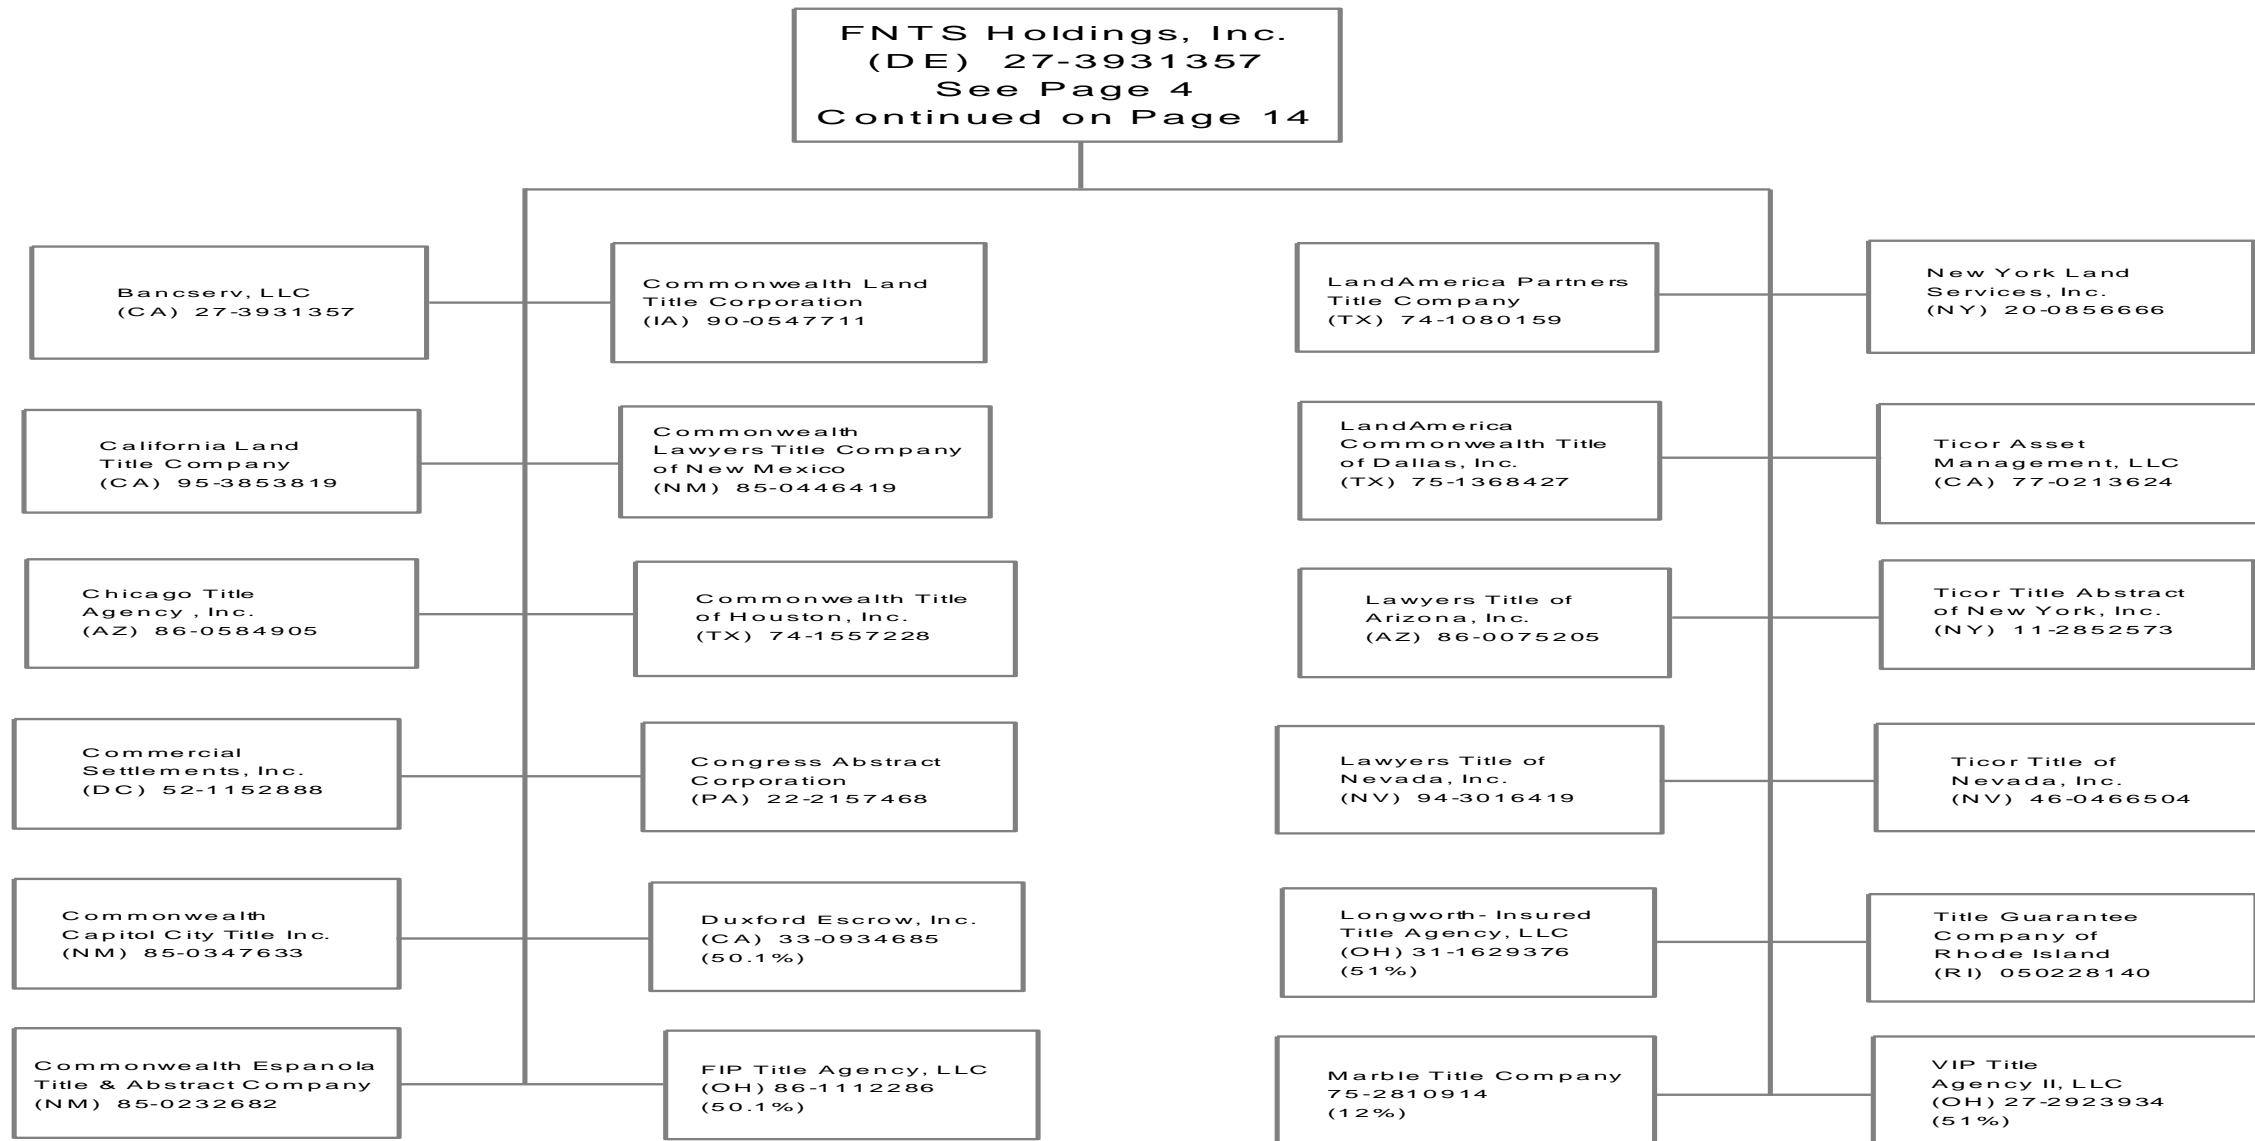 FNTS Holdings, Inc.
(DE) 27-3931357
See Page 4
Continued on Page 14
Bancserv, LLC
(CA) 27-3931357
Commonwealth Land
Title Corporation
(IA) 90-0547711
LandAmerica Partners
Title Company
(TX) 74-1080159
New York Land
Services, Inc.
(NY) 20-0856666
California Land
Title Company
(CA) 95-3853819
Commonwealth
Lawyers Title Company
of New Mexico
(NM) 85-0446419
LandAmerica
Commonwealth Title
of Dallas, Inc.
(TX) 75-1368427
Ticor Asset
Management, LLC
(CA) 77-0213624
Chicago Title
Agency , Inc.
(AZ) 86-0584905
Commonwealth Title
of Houston, Inc.
(TX) 74-1557228
Lawyers Title of
Arizona, Inc.
(AZ) 86-0075205
Ticor Title Abstract
of New York, Inc.
(NY) 11-2852573
Commercial
Settlements, Inc.
(DC) 52-1152888
Congress Abstract
Corporation
(PA) 22-2157468
Lawyers Title of
Nevada, Inc.
(NV) 94-3016419
Ticor Title of
Nevada, Inc.
(NV) 46-0466504
Commonwealth
Capitol City Title Inc.
(NM) 85-0347633
Duxford Escrow, Inc.
(CA) 33-0934685
(50.1%)
Longworth- Insured
Title Agency, LLC
(OH) 31-1629376
(51%)
Title Guarantee
Company of
Rhode Island
(RI) 050228140
Commonwealth Espanola
Title & Abstract Company
(NM) 85-0232682
FIP Title Agency, LLC
(OH) 86-1112286
(50.1%)
Marble Title Company
75-2810914
(12%)
VIP Title
Agency II, LLC
(OH) 27-2923934
(51%)